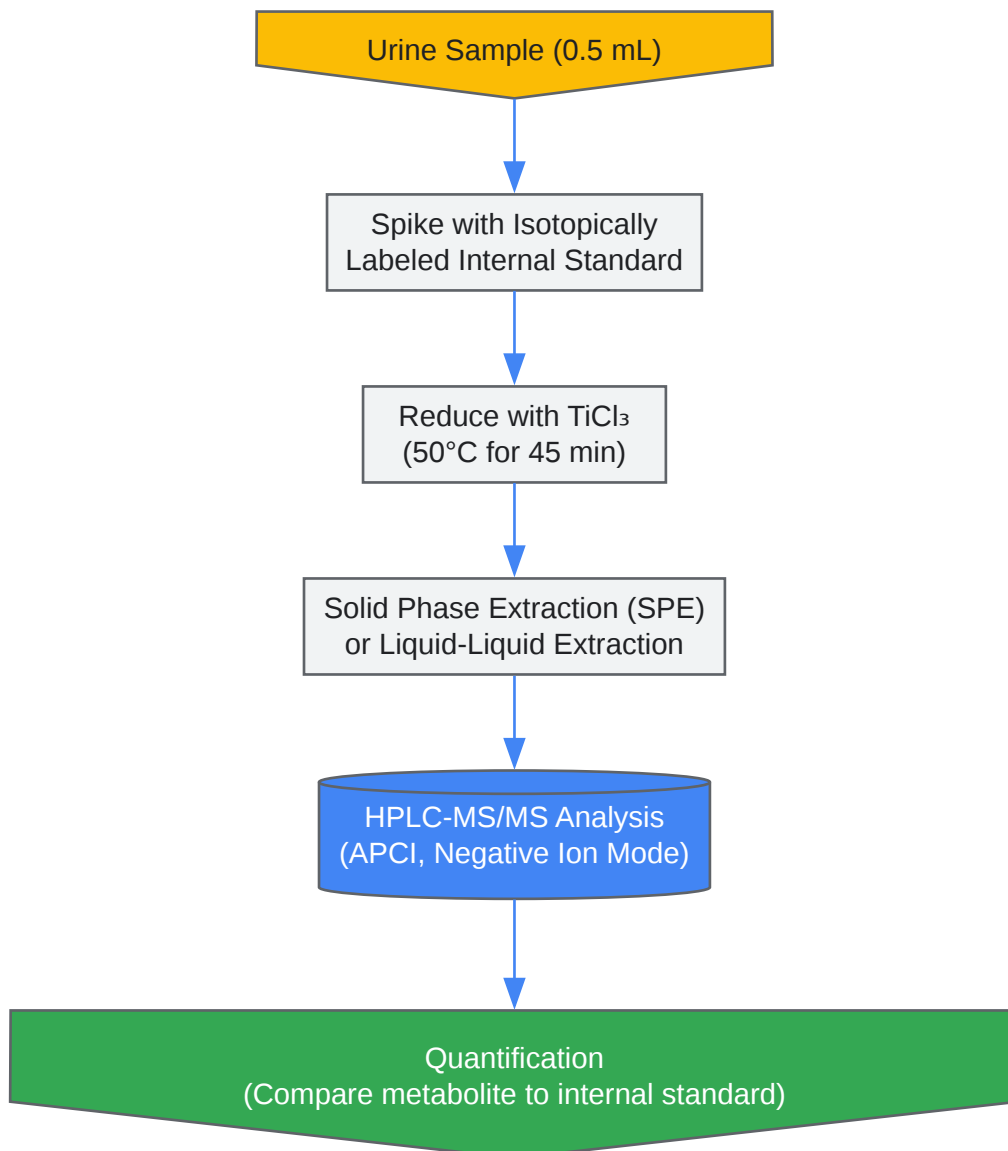 Urine Sample (0.5 mL)
Spike with Isotopically
Labeled Internal Standard
Reduce with TiCl₃
(50°C for 45 min)
Solid Phase Extraction (SPE)
or Liquid-Liquid Extraction
HPLC-MS/MS Analysis
(APCI, Negative Ion Mode)
Quantification
(Compare metabolite to internal standard)